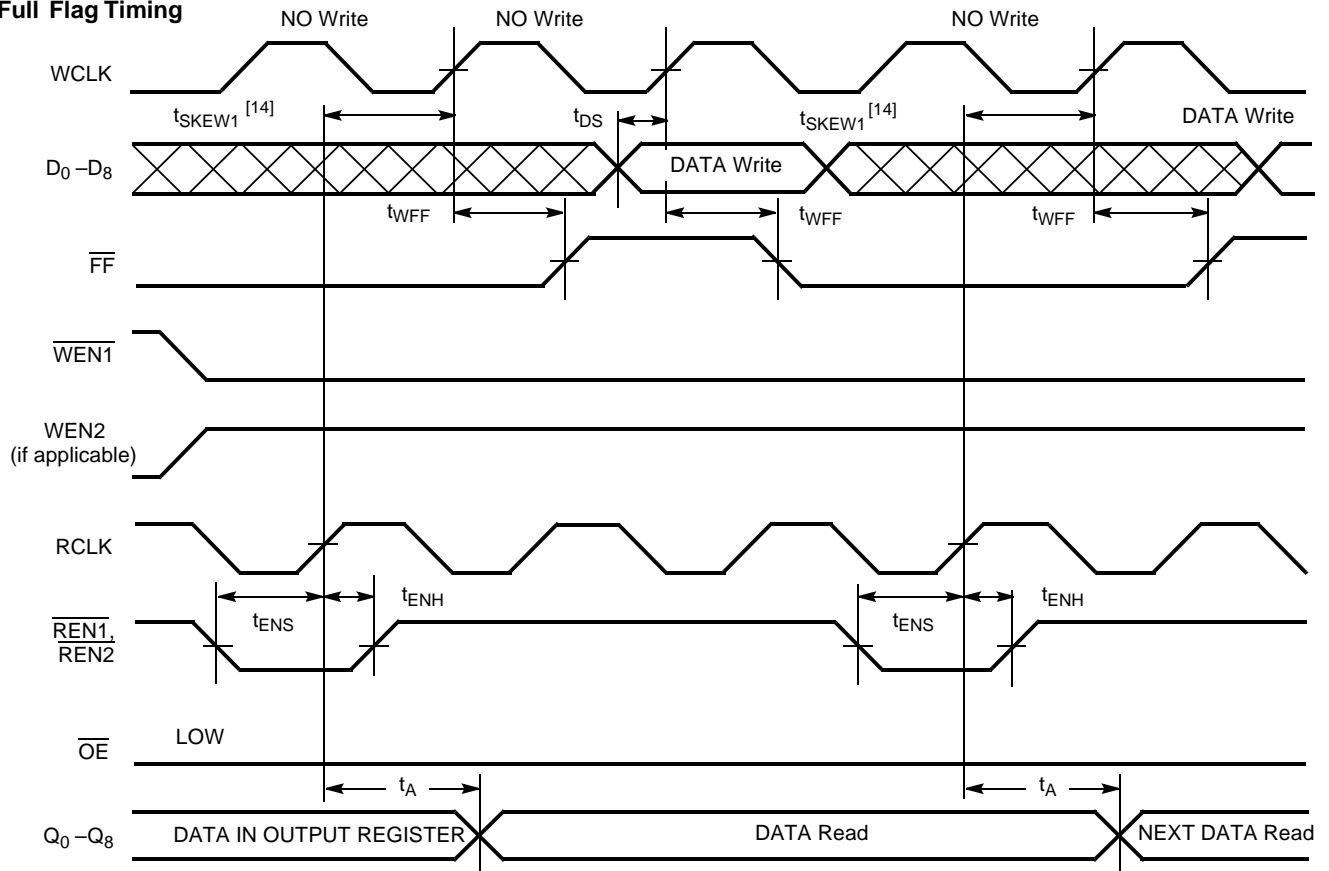 Full Flag Timing
NO Write NO Write NO Write
WCLK
tSKEW1 [14] tDS tSKEW1 [14] DATA Write
D0 –D8 DATA Write
tWFF tWFF tWFF
FF
WEN1
WEN2
(if applicable)
RCLK
tENH tENH
tENS tENS
REN1,
REN2
LOW
OE
tA tA
Q0 –Q8 DATA IN OUTPUT REGISTER DATA Read NEXT DATA Read